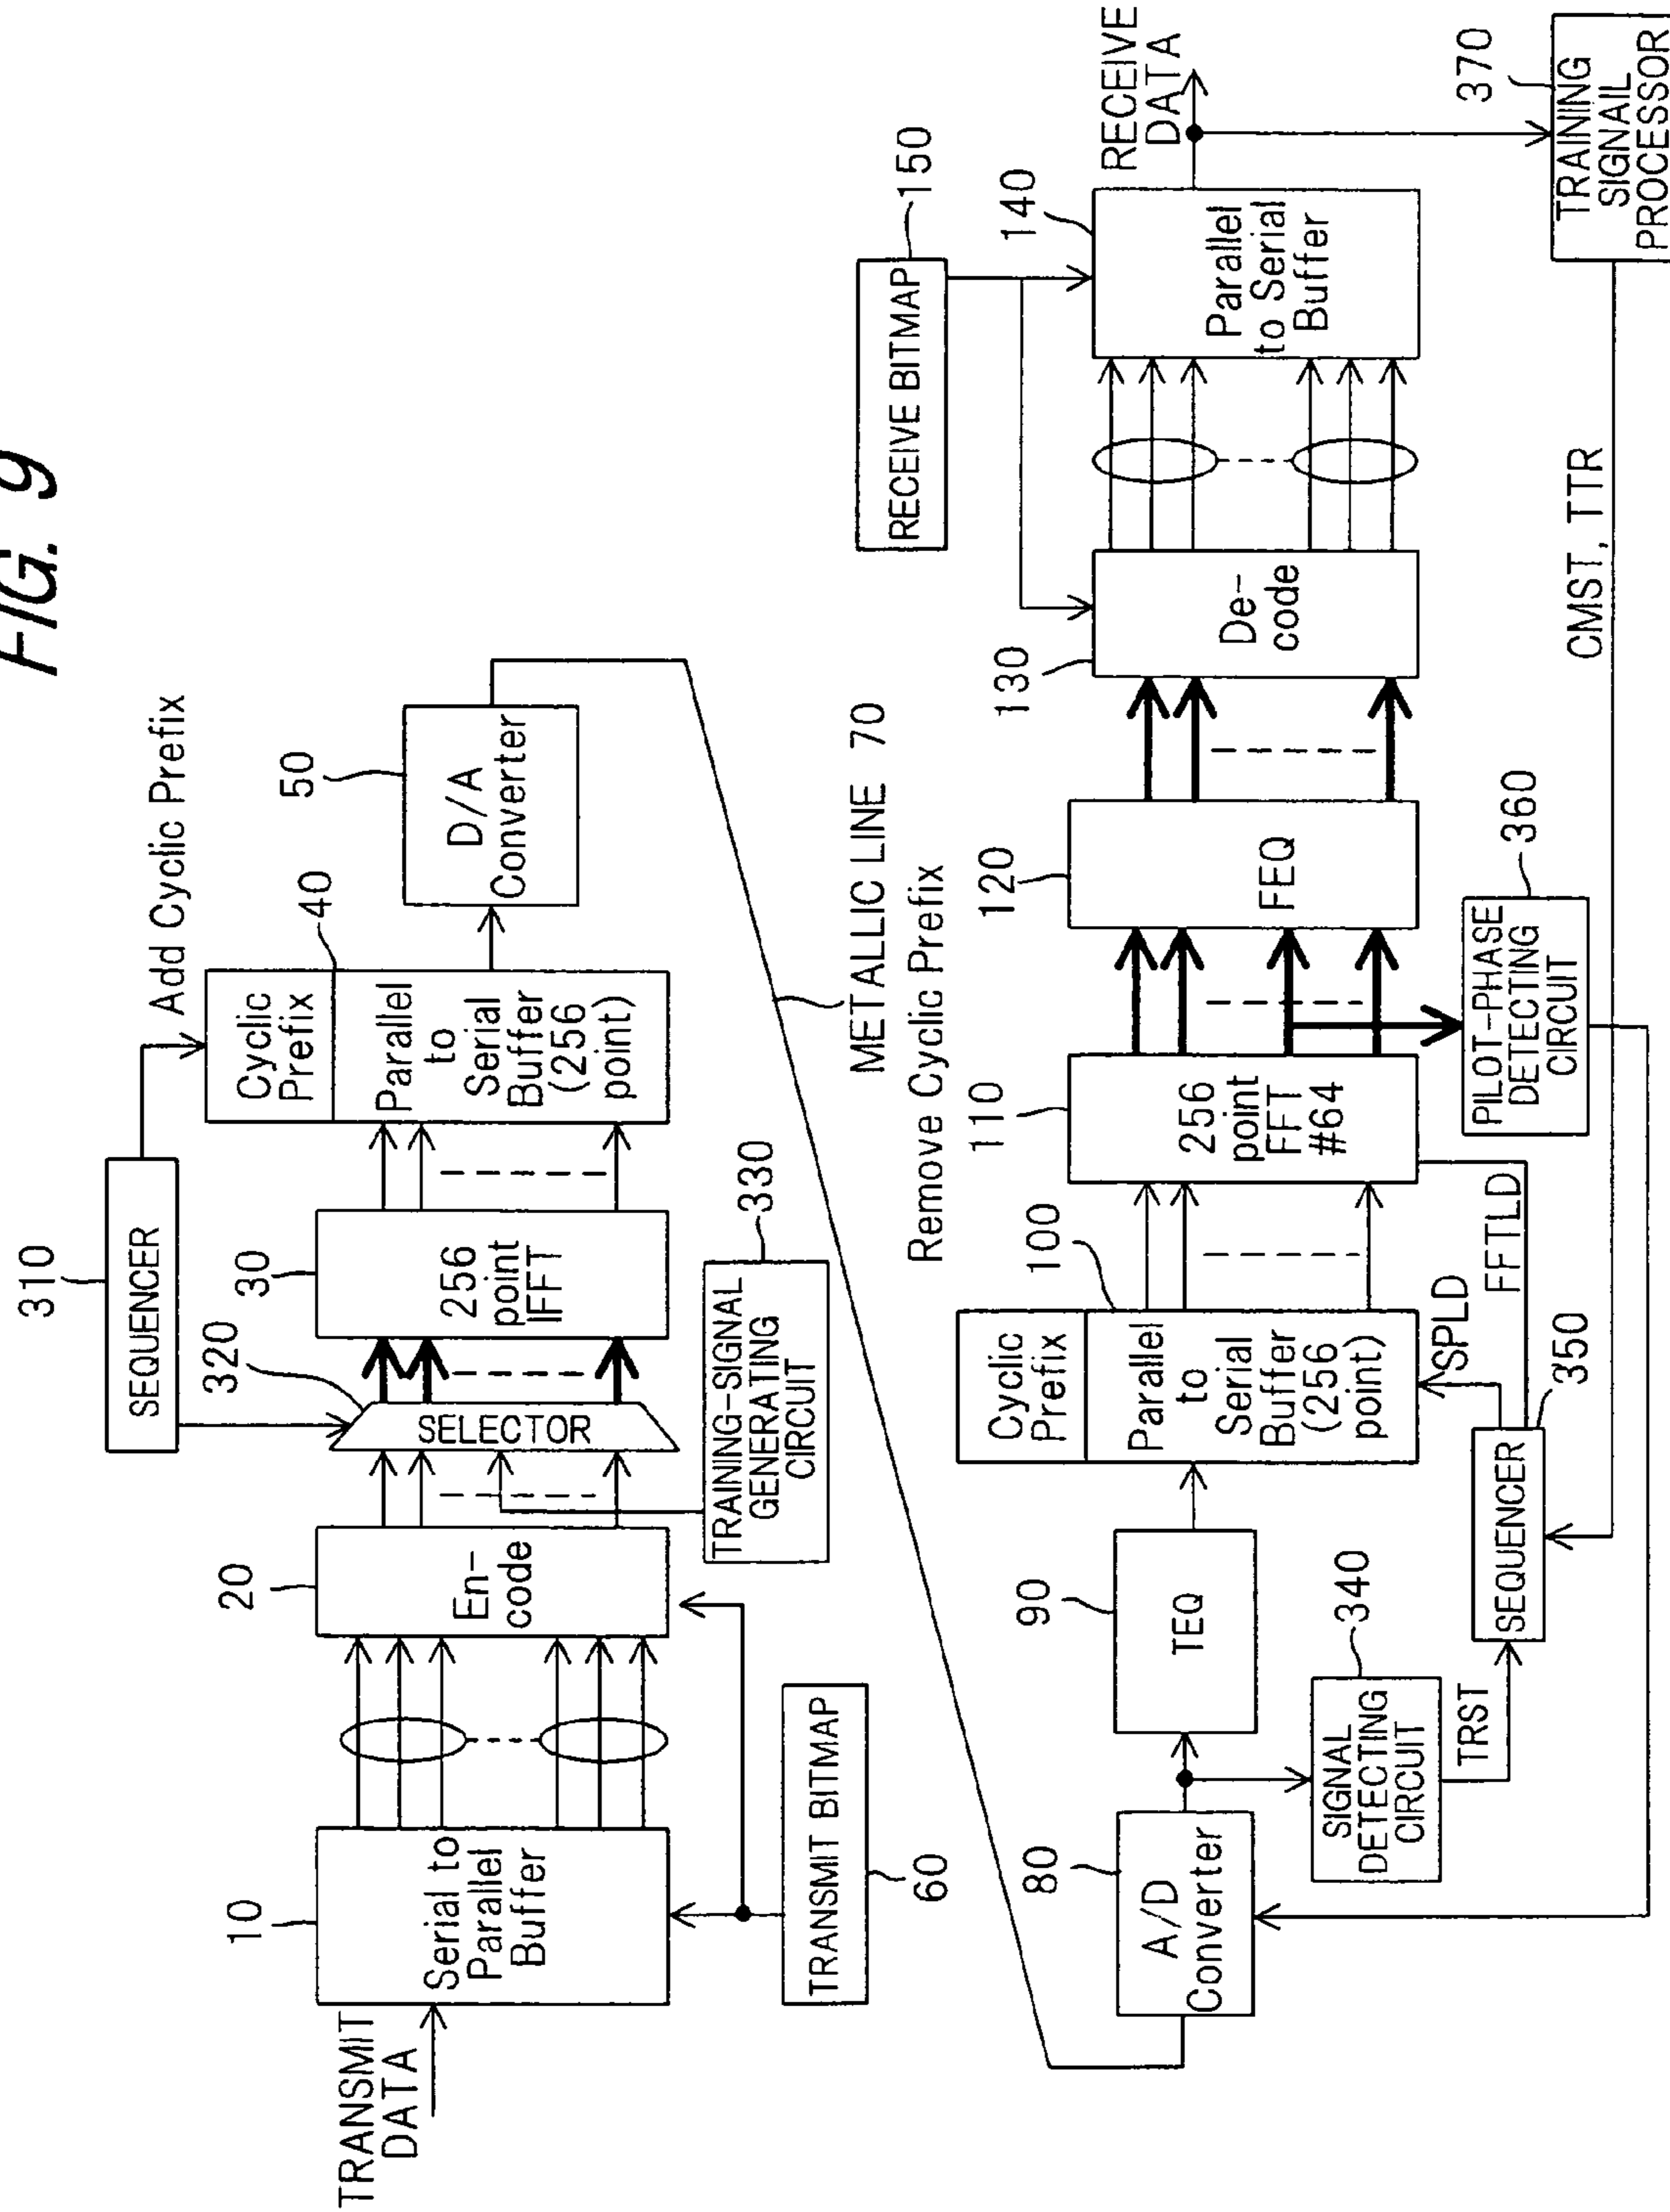 FIG. 9
TRANSMIT
DATA
10
Serial to
Parallel
Buffer
TRANSMIT BITMAP
60
20
En-
code
310
SEQUENCER
320
SELECTOR
TRAINING-SIGNAL
GENERATING
CIRCUIT
330
30
256
point
IFFT
Add Cyclic Prefix
40
Cyclic
Prefix
Parallel
to
Serial
Buffer
(256
point)
50
D/A
Converter
METALLIC LINE 70
Remove Cyclic Prefix
80
A/D
Converter
90
TEQ
340
SIGNAL
DETECTING
CIRCUIT
TRST
SEQUENCER
350
SPLD
FFTLD
100
Cyclic
Prefix
Parallel
to
Serial
Buffer
(256
point)
110
256
point
FFT
#64
120
FEQ
PILOT-PHASE
DETECTING
CIRCUIT
360
130
De-
code
RECEIVE BITMAP
150
140
Parallel
to Serial
Buffer
RECEIVE
DATA
CMST, TTR
370
TRAINING
SIGNAIL
PROCESSOR